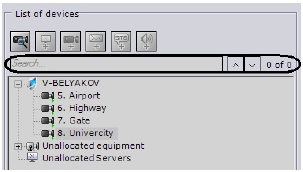 List of devices
Search...
0 of 0
V-BELYAKOV
5. Airport
6. Highway
7. Gate
8. Univercity
Unallocated equipment
Unallocated Servers